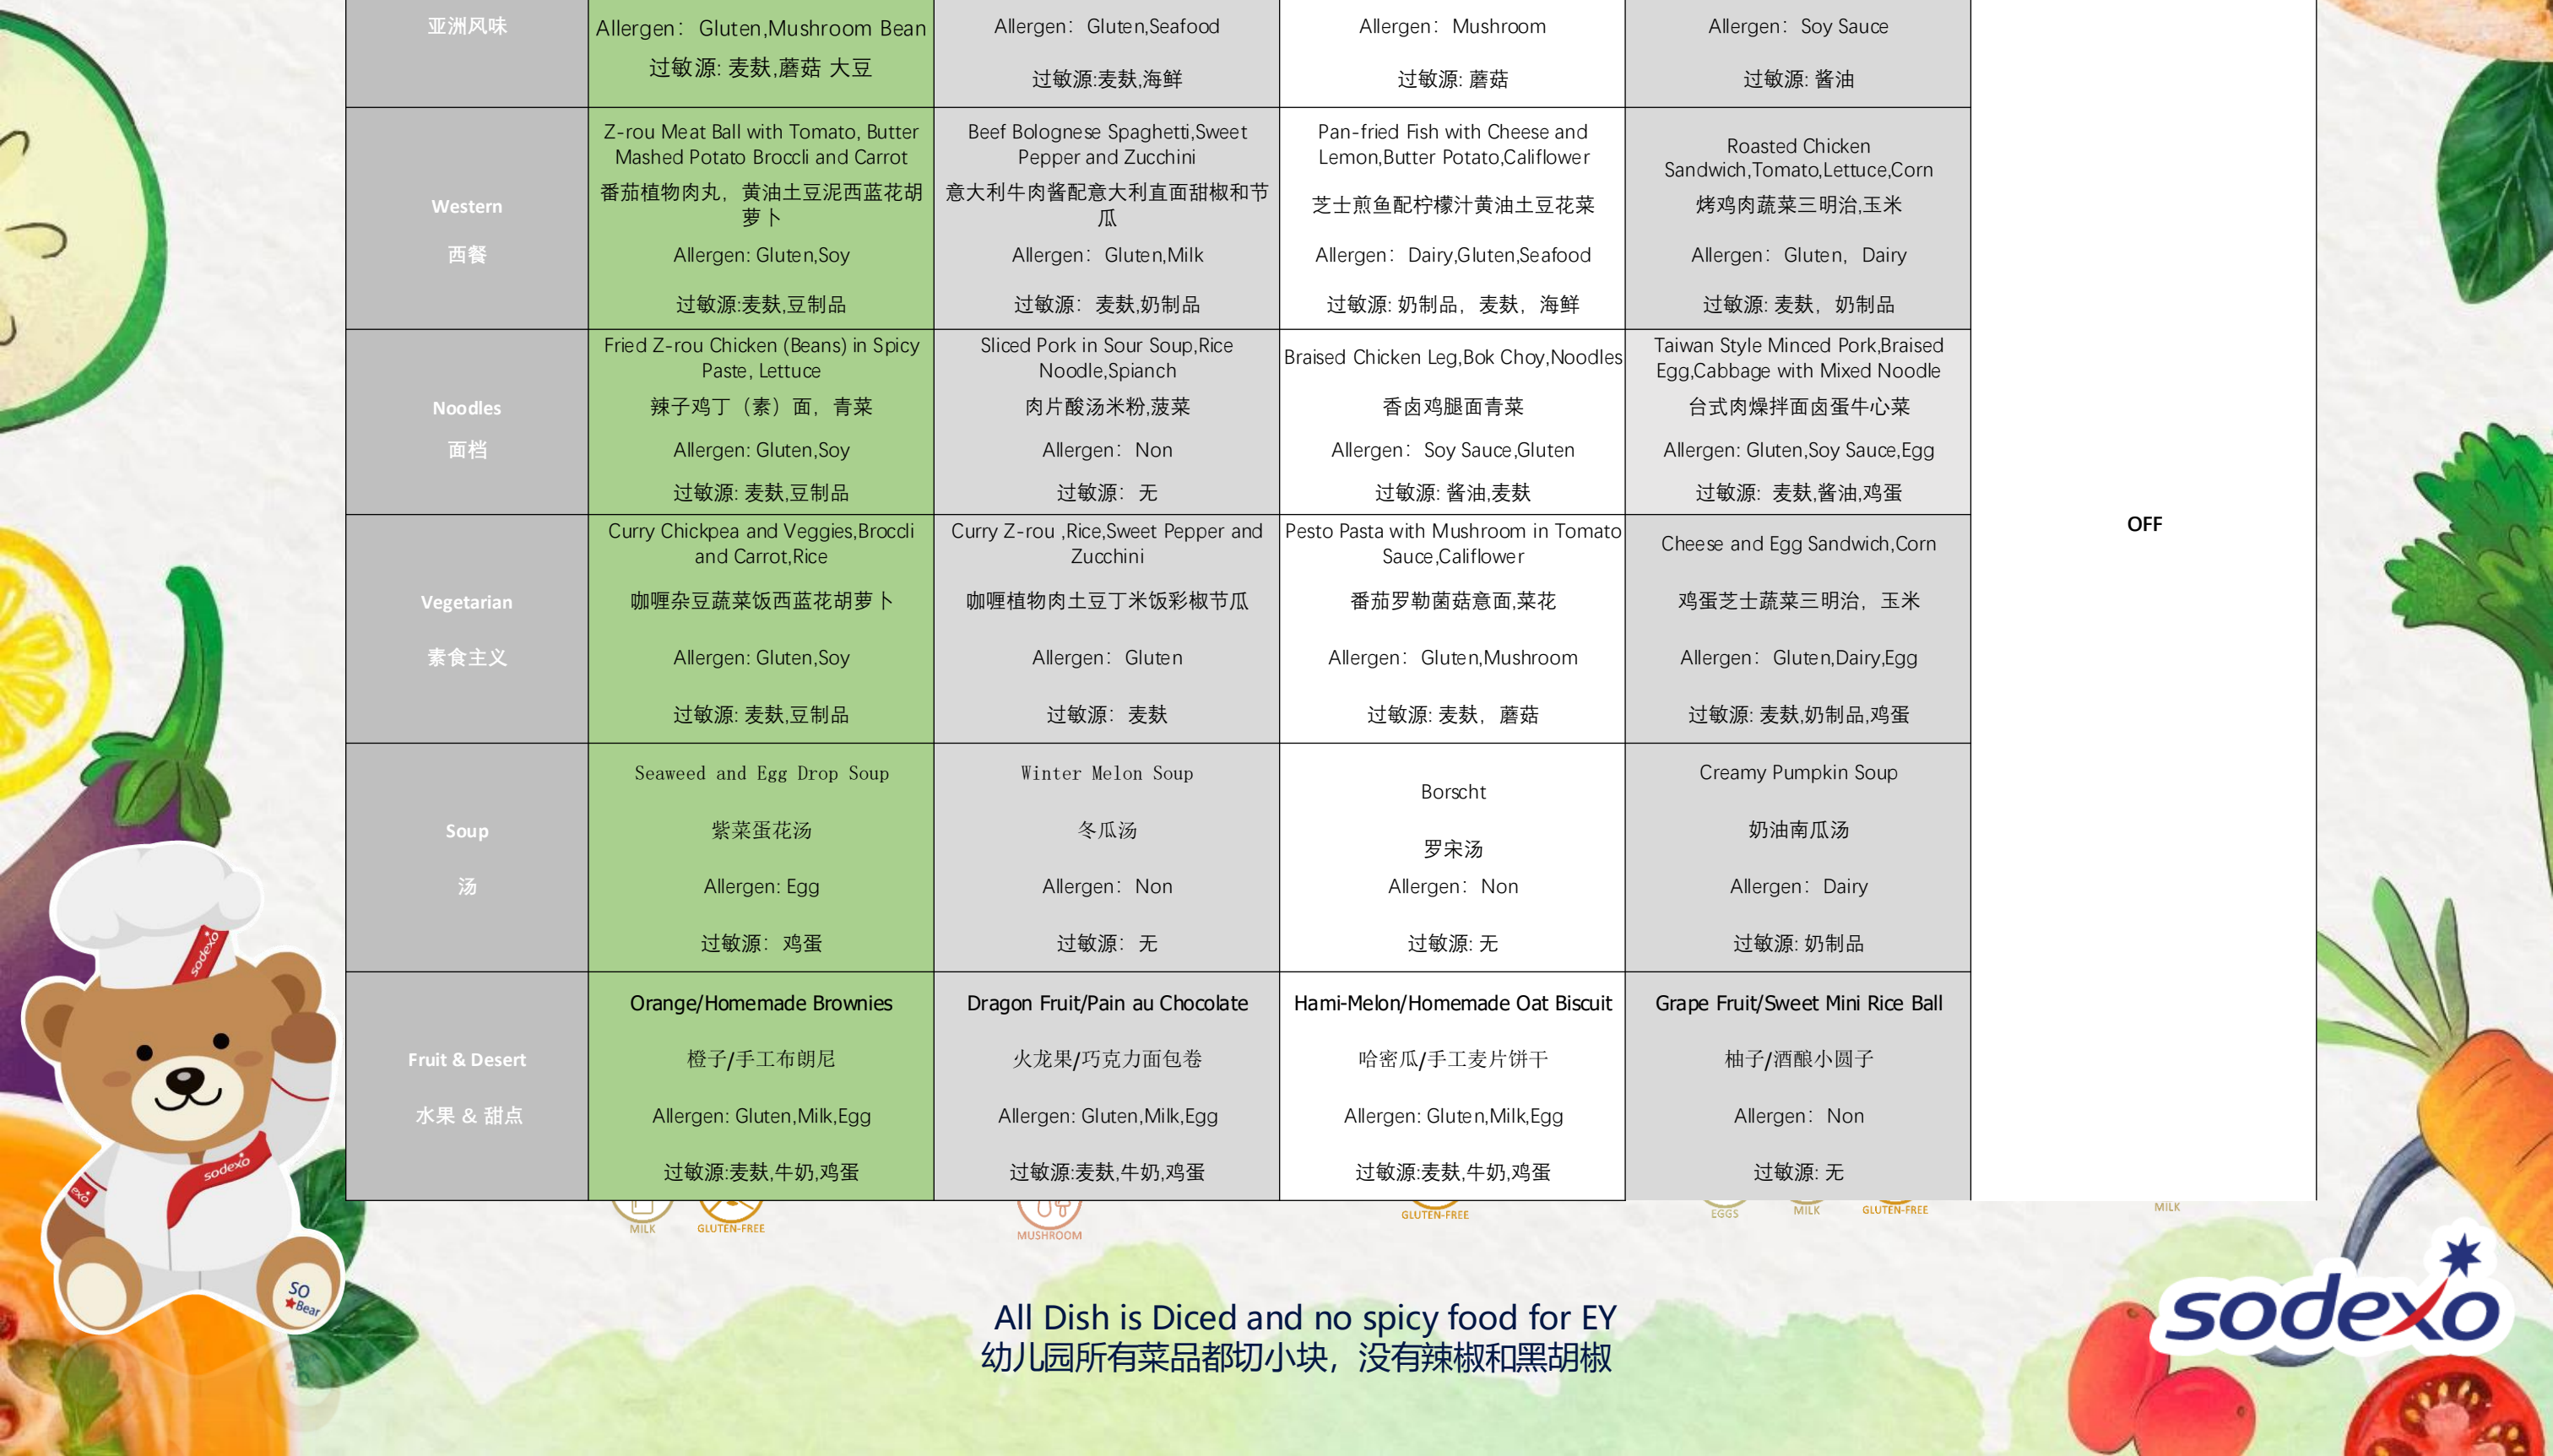 亚洲风味
Allergen：Gluten,Mushroom Bean
过敏源: 麦麸,蘑菇 大豆
Allergen：Gluten,Seafood
过敏源:麦麸,海鲜
Allergen：Mushroom
过敏源: 蘑菇
Allergen：Soy Sauce
过敏源: 酱油
Western
西餐
Z-rou Meat Ball with Tomato, Butter
Mashed Potato Broccli and Carrot
番茄植物肉丸，黄油土豆泥西蓝花胡
萝卜
Allergen: Gluten,Soy
过敏源:麦麸,豆制品
Beef Bolognese Spaghetti,Sweet
Pepper and Zucchini
意大利牛肉酱配意大利直面甜椒和节
瓜
Allergen：Gluten,Milk
过敏源：麦麸,奶制品
Pan-fried Fish with Cheese and
Lemon,Butter Potato,Califlower
芝士煎鱼配柠檬汁黄油土豆花菜
Allergen：Dairy,Gluten,Seafood
过敏源: 奶制品，麦麸，海鲜
Roasted Chicken
Sandwich,Tomato,Lettuce,Corn
烤鸡肉蔬菜三明治,玉米
Allergen：Gluten，Dairy
过敏源: 麦麸，奶制品
Noodles
面档
Fried Z-rou Chicken (Beans) in Spicy
Paste, Lettuce
辣子鸡丁（素）面，青菜
Allergen: Gluten,Soy
过敏源: 麦麸,豆制品
Sliced Pork in Sour Soup,Rice
Noodle,Spianch
肉片酸汤米粉,菠菜
Allergen：Non
过敏源：无
Braised Chicken Leg,Bok Choy,Noodles
香卤鸡腿面青菜
Allergen：Soy Sauce,Gluten
过敏源: 酱油,麦麸
Taiwan Style Minced Pork,Braised
Egg,Cabbage with Mixed Noodle
台式肉燥拌面卤蛋牛心菜
Allergen: Gluten,Soy Sauce,Egg
过敏源: 麦麸,酱油,鸡蛋
OFF
Vegetarian
素食主义
Curry Chickpea and Veggies,Broccli
and Carrot,Rice
咖喱杂豆蔬菜饭西蓝花胡萝卜
Allergen: Gluten,Soy
过敏源: 麦麸,豆制品
Curry Z-rou ,Rice,Sweet Pepper and
Zucchini
咖喱植物肉土豆丁米饭彩椒节瓜
Allergen：Gluten
过敏源：麦麸
Pesto Pasta with Mushroom in Tomato
Sauce,Califlower
番茄罗勒菌菇意面,菜花
Allergen：Gluten,Mushroom
过敏源: 麦麸，蘑菇
Cheese and Egg Sandwich,Corn
鸡蛋芝士蔬菜三明治，玉米
Allergen：Gluten,Dairy,Egg
过敏源: 麦麸,奶制品,鸡蛋
Soup
汤
Seaweed and Egg Drop Soup
紫菜蛋花汤
Allergen: Egg
过敏源：鸡蛋
Winter Melon Soup
冬瓜汤
Allergen：Non
过敏源：无
Borscht
罗宋汤
Allergen：Non
过敏源: 无
Creamy Pumpkin Soup
奶油南瓜汤
Allergen：Dairy
过敏源: 奶制品
Fruit & Desert
水果 & 甜点
Orange/Homemade Brownies
橙子/手工布朗尼
Allergen: Gluten,Milk,Egg
过敏源:麦麸,牛奶,鸡蛋
Dragon Fruit/Pain au Chocolate
火龙果/巧克力面包卷
Allergen: Gluten,Milk,Egg
过敏源:麦麸,牛奶,鸡蛋
Hami-Melon/Homemade Oat Biscuit
哈密瓜/手工麦片饼干
Allergen: Gluten,Milk,Egg
过敏源:麦麸,牛奶,鸡蛋
Grape Fruit/Sweet Mini Rice Ball
柚子/酒酿小圆子
Allergen：Non
过敏源: 无
MILK
GLUTEN-FREE
MUSHROOM
GLUTEN-FREE
EGGS
MILK
GLUTEN-FREE
MILK
sodexo
sodexo
exo
SO
Bear
All Dish is Diced and no spicy food for EY
幼儿园所有菜品都切小块，没有辣椒和黑胡椒
sodexo